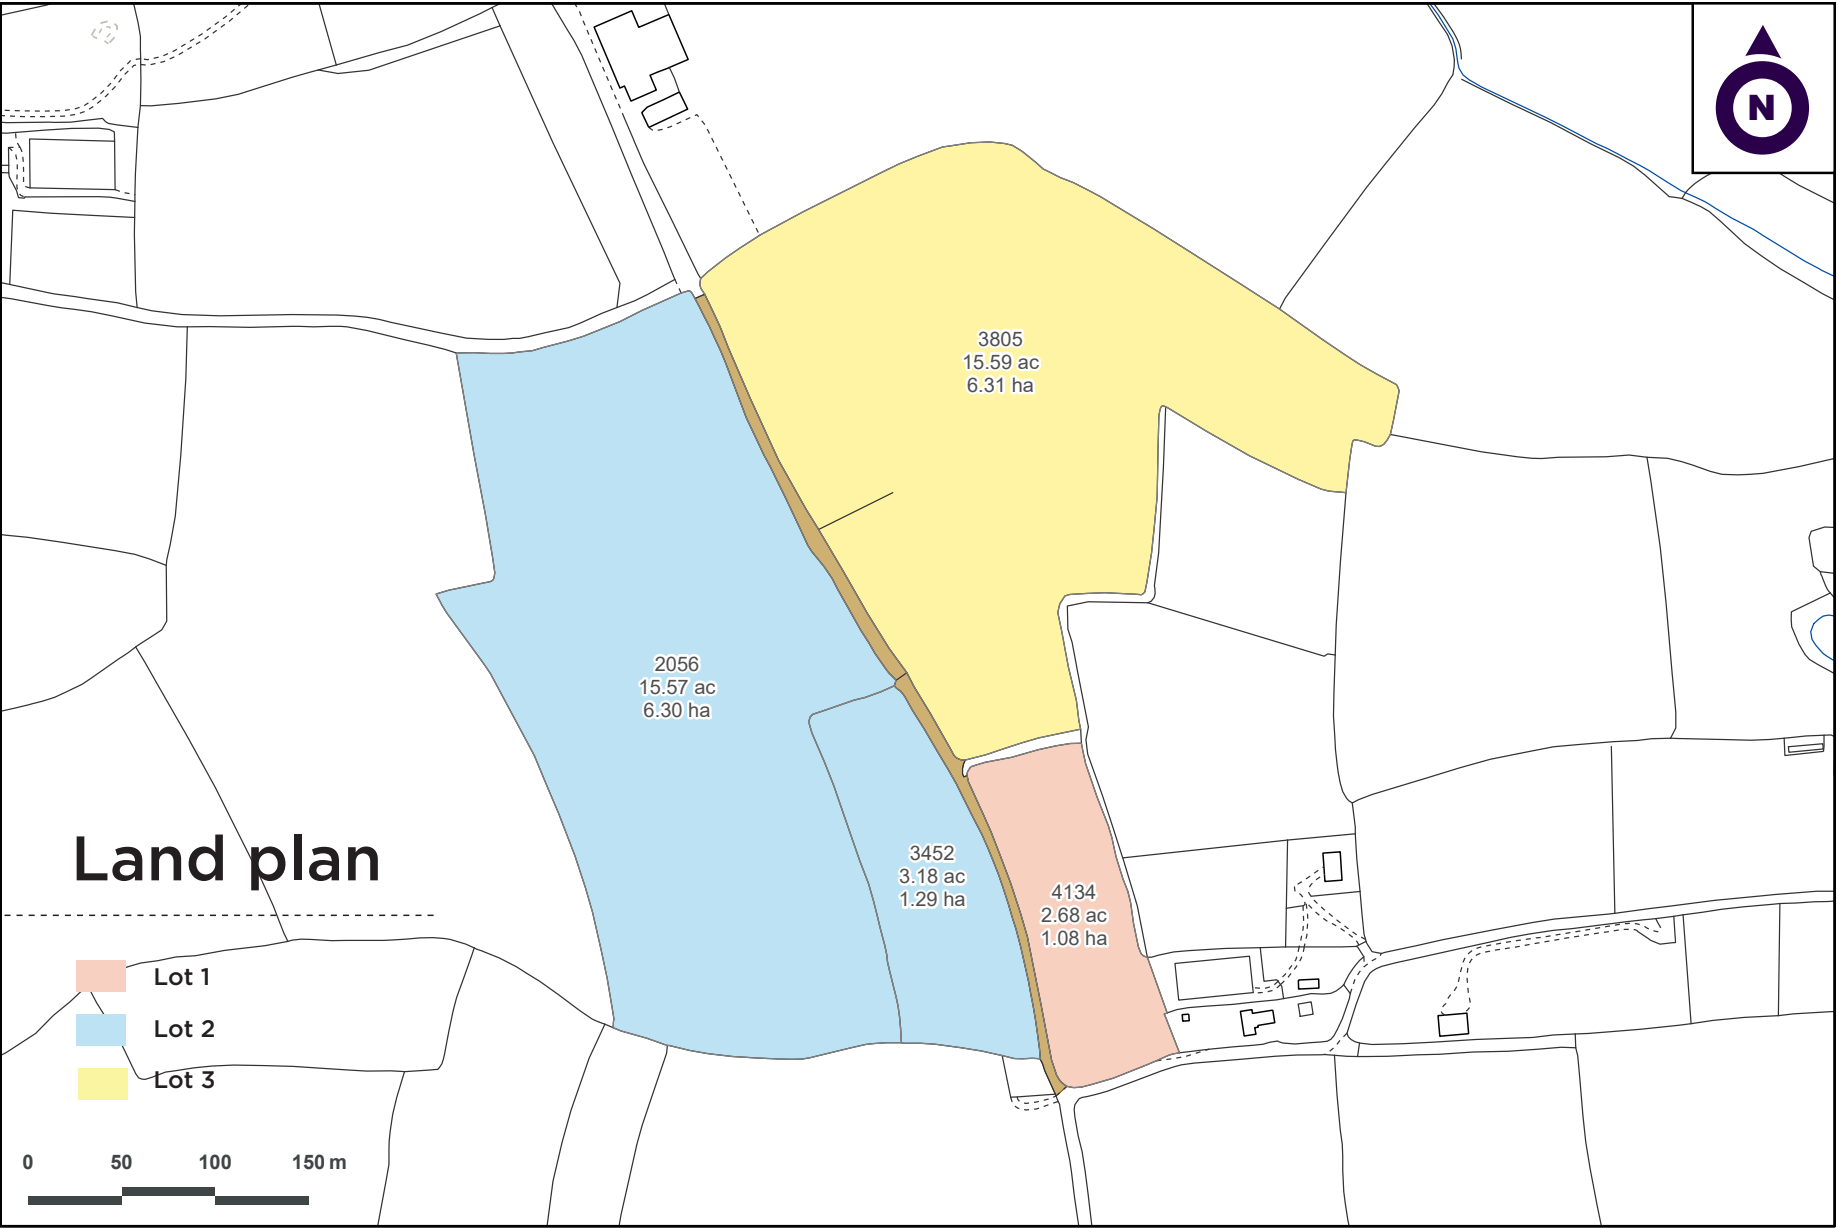 N
3805
15.59 ac
6.31 ha
2056
15.57 ac
6.30 ha
3452
3.18 ac
1.29 ha
4134
2.68 ac
1.08 ha
Land plan
Lot 1
Lot 2
Lot 3
0 50 100 150 m